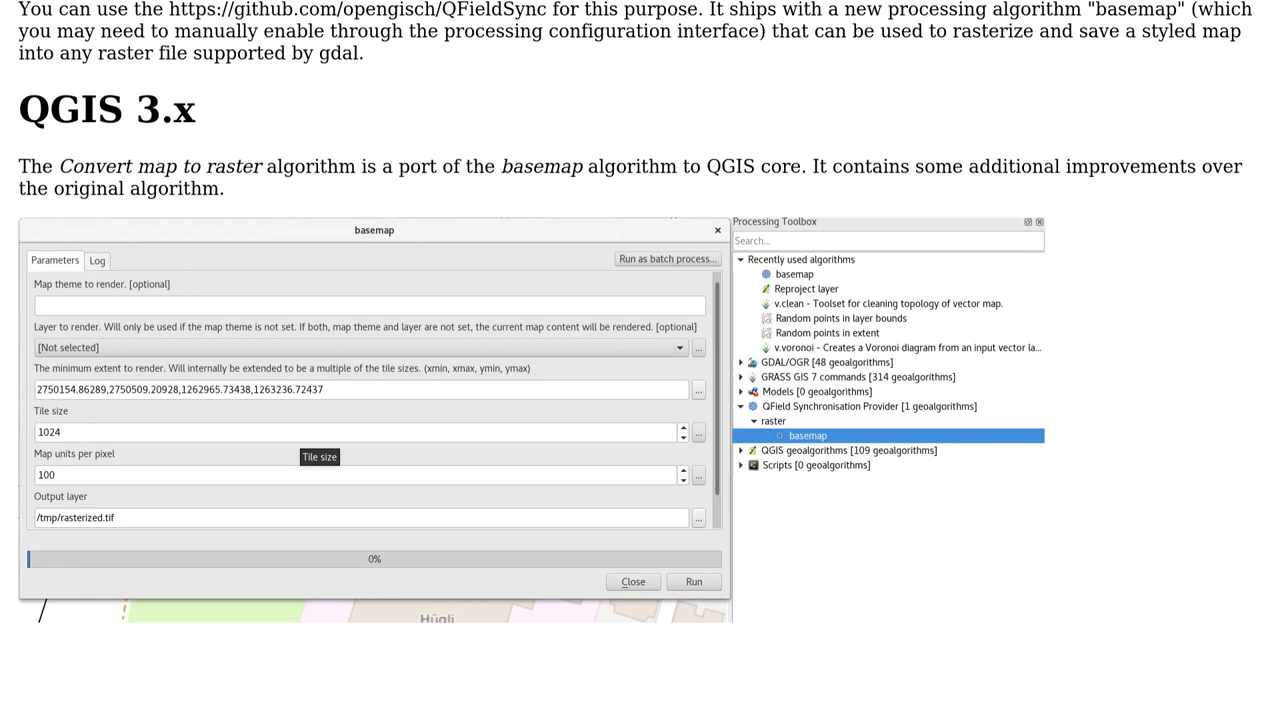 You can use the https://github.com/opengisch/QFieldSync for this purpose. It ships with a new processing algorithm "basemap" (which
you may need to manually enable through the processing configuration interface) that can be used to rasterize and save a styled map
into any raster file supported by gdal.
QGIS 3.x
The Convert map to raster algorithm is a port of the basemap algorithm to QGIS core. It contains some additional improvements over
the original algorithm.
basemap
Parameters
Log
Run as batch process...
Map theme to render. [optional]
Layer to render. Will only be used if the map theme is not set. If both, map theme and layer are not set, the current map content will be rendered. [optional]
[Not selected]
...
The minimum extent to render. Will internally be extended to be a multiple of the tile sizes. (xmin, xmax, ymin, ymax)
2750154.86289,2750509.20928,1262965.73438,1263236.72437
...
Tile size
1024
...
Map units per pixel
Tile size
100
...
Output layer
/tmp/rasterized.tif
...
0%
Close
Run
Hügli
Processing Toolbox
Search...
Recently used algorithms
basemap
Reproject layer
v.clean - Toolset for cleaning topology of vector map.
Random points in layer bounds
Random points in extent
v.voronoi - Creates a Voronoi diagram from an input vector la...
GDAL/OGR [48 geoalgorithms]
GRASS GIS 7 commands [314 geoalgorithms]
Models [0 geoalgorithms]
QField Synchronisation Provider [1 geoalgorithms]
raster
basemap
QGIS geoalgorithms [109 geoalgorithms]
Scripts [0 geoalgorithms]